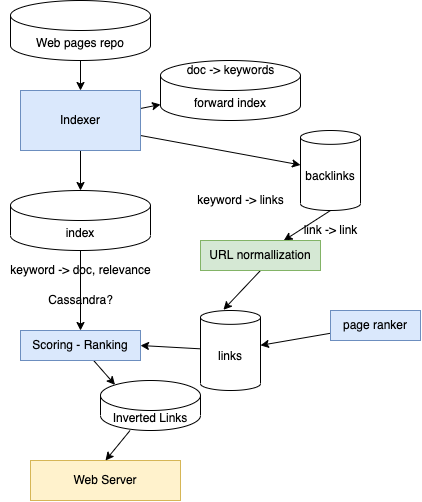 Web pages repo
doc -> keywords
forward index
Indexer
backlinks
keyword -> links
index
link -> link
URL normallization
keyword -> doc, relevance
Cassandra?
page ranker
Scoring - Ranking
links
Inverted Links
Web Server